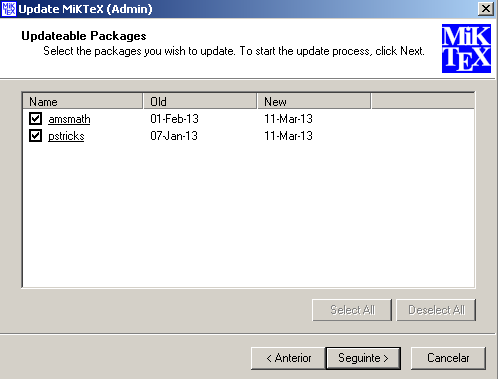 Update MiKTeX (Admin)
Updateable Packages
Select the packages you wish to update. To start the update process, click Next.
MiK
TEX
Name Old New
amsmath 01-Feb-13 11-Mar-13
pstricks 07-Jan-13 11-Mar-13
Select All Deselect All
< Anterior Seguinte > Cancelar